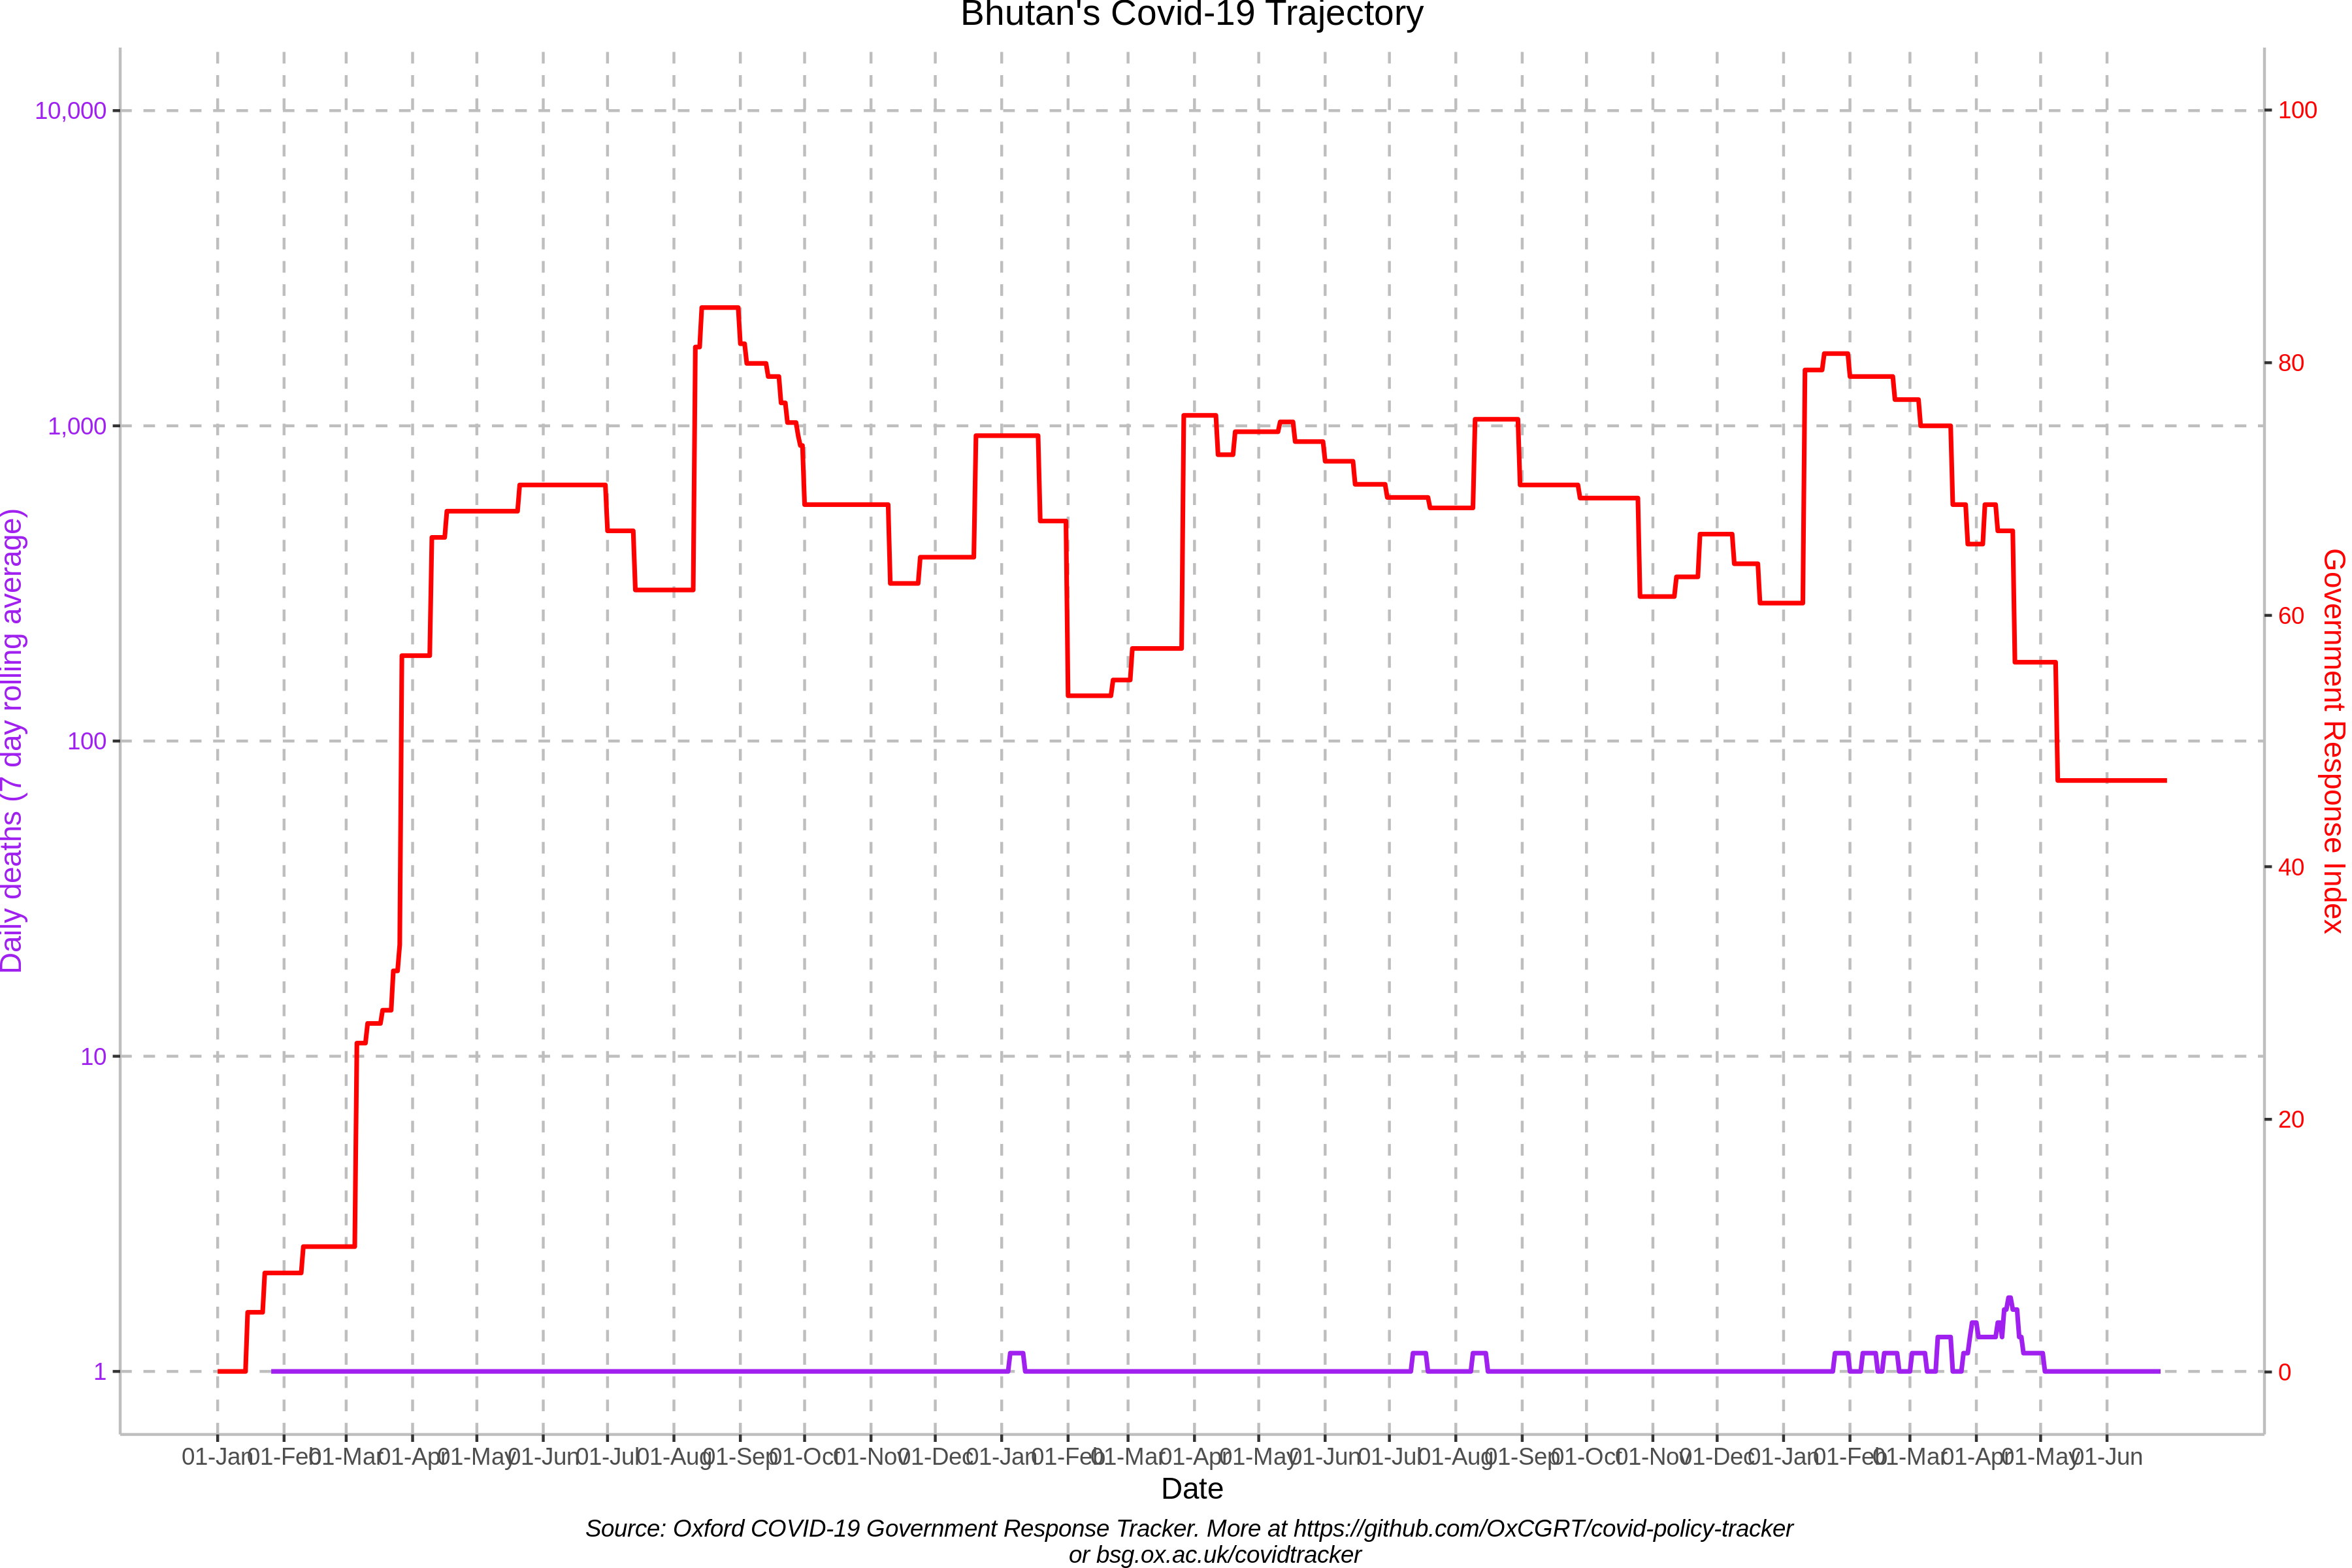 Bhutan's Covid-19 Trajectory
10,000
1,000
100
10
1
Daily deaths (7 day rolling average)
100
80
60
40
20
0
Government Response Index
01-Jan 01-Feb 01-Mar 01-Apr 01-May 01-Jun 01-Jul 01-Aug 01-Sep 01-Oct 01-Nov 01-Dec 01-Jan 01-Feb 01-Mar 01-Apr 01-May 01-Jun 01-Jul 01-Aug 01-Sep 01-Oct 01-Nov 01-Dec 01-Jan 01-Feb 01-Mar 01-Apr 01-May 01-Jun
Date
Source: Oxford COVID-19 Government Response Tracker. More at https://github.com/OxCGRT/covid-policy-tracker
or bsg.ox.ac.uk/covidtracker